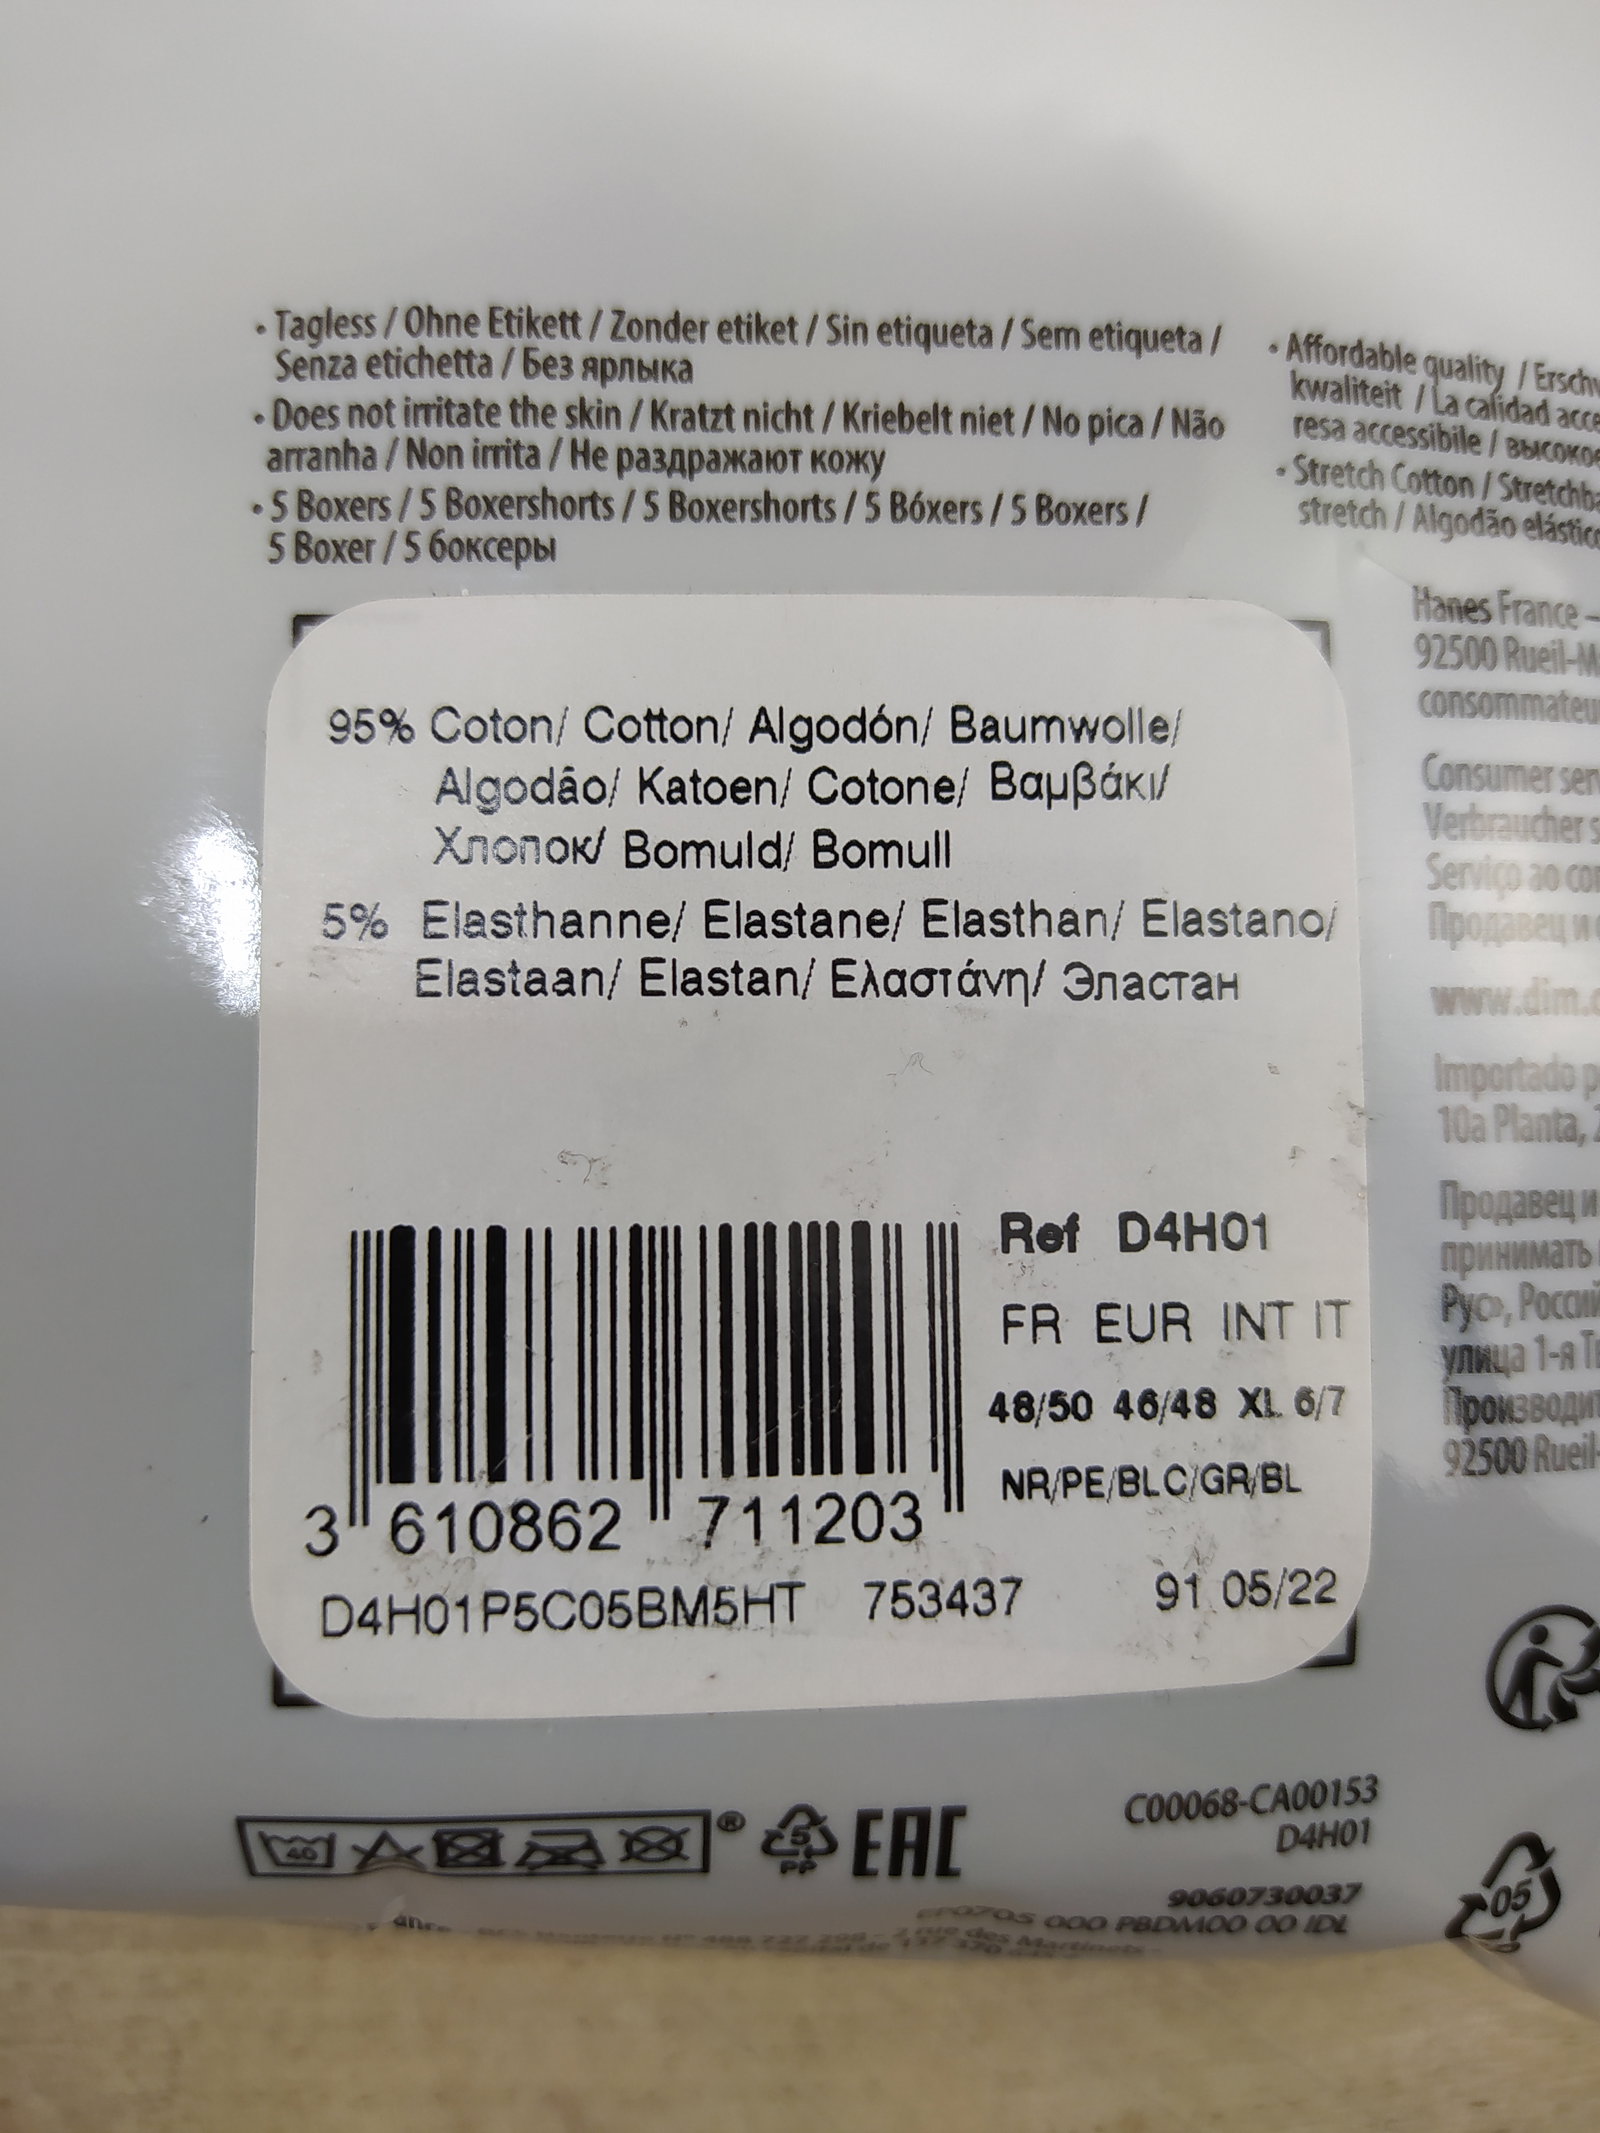 • Tagless / Ohne Etikett / Zonder etiket / Sin etiqueta / Sem etiqueta /
Senza etichetta / Без ярлыка
• Does not irritate the skin / Kratzt nicht / Kriebelt niet / No pica / Não
arranha / Non irrita / Не раздражают кожу
• 5 Boxers / 5 Boxershorts / 5 Boxershorts / 5 Bóxers / 5 Boxers /
5 Boxer / 5 боксеры
• Affordable quality / Ersch
kwaliteit / La calidad acce
resa accessibile / высоко
• Stretch Cotton / Stretchb
stretch / Algodão elástic
Hanes France –
92500 Rueil-M
consommateu
Consumer ser
Verbraucher s
Serviço ao co
Продавец и
www.dim.
Importado p
10a Planta,
Продавец и
принимать
Рус», Росси
улица 1-я
Производит
92500 Rueil-
95% Coton/ Cotton/ Algodón/ Baumwolle/
Algodão/ Katoen/ Cotone/ Βαμβάκι/
Хлопок/ Bomuld/ Bomull
5% Elasthanne/ Elastane/ Elasthan/ Elastano/
Elastaan/ Elastan/ Ελαστάνη/ Эластан
Ref D4H01
FR EUR INT IT
48/50 46/48 XL 6/7
NR/PE/BLC/GR/BL
3 610862 711203
D4H01P5C05BM5HT 753437 91 05/22
40
®
5
PP
EAC
C00068-CA00153
D4H01
9060730037
000 PBDM00 00 IDL
05